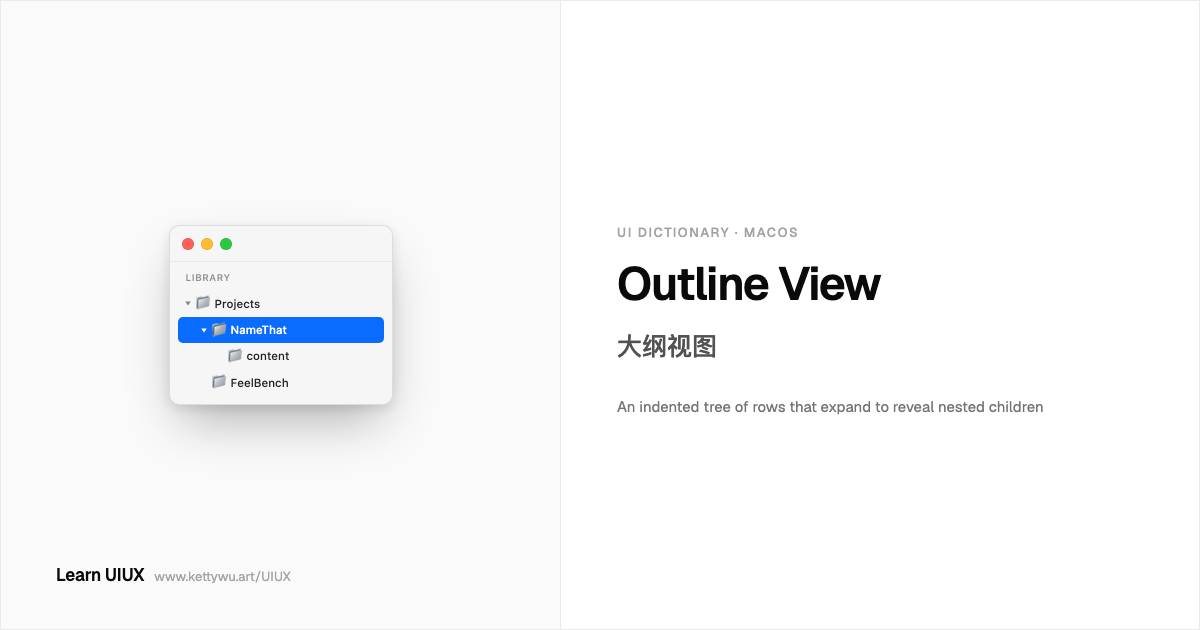 LIBRARY
Projects
NameThat
content
FeelBench
Learn UIUX www.kettywu.art/UIUX
UI DICTIONARY · MACOS
Outline View
大纲视图
An indented tree of rows that expand to reveal nested children